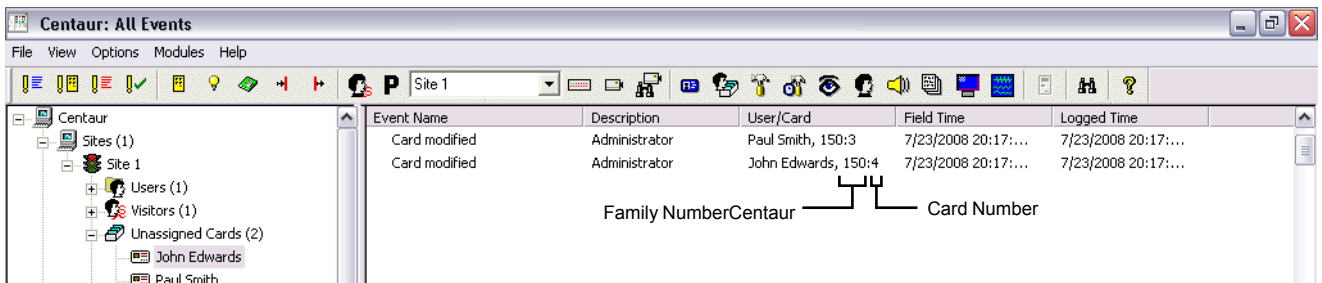 Centaur: All Events
File View Options Modules Help
P Site 1
Centaur
Sites (1)
Site 1
Users (1)
Visitors (1)
Unassigned Cards (2)
John Edwards
Paul Smith
Event Name Description User/Card Field Time Logged Time
Card modified Administrator Paul Smith, 150:3 7/23/2008 20:17:... 7/23/2008 20:17:...
Card modified Administrator John Edwards, 150:4 7/23/2008 20:17:... 7/23/2008 20:17:...
Family NumberCentaur Card Number